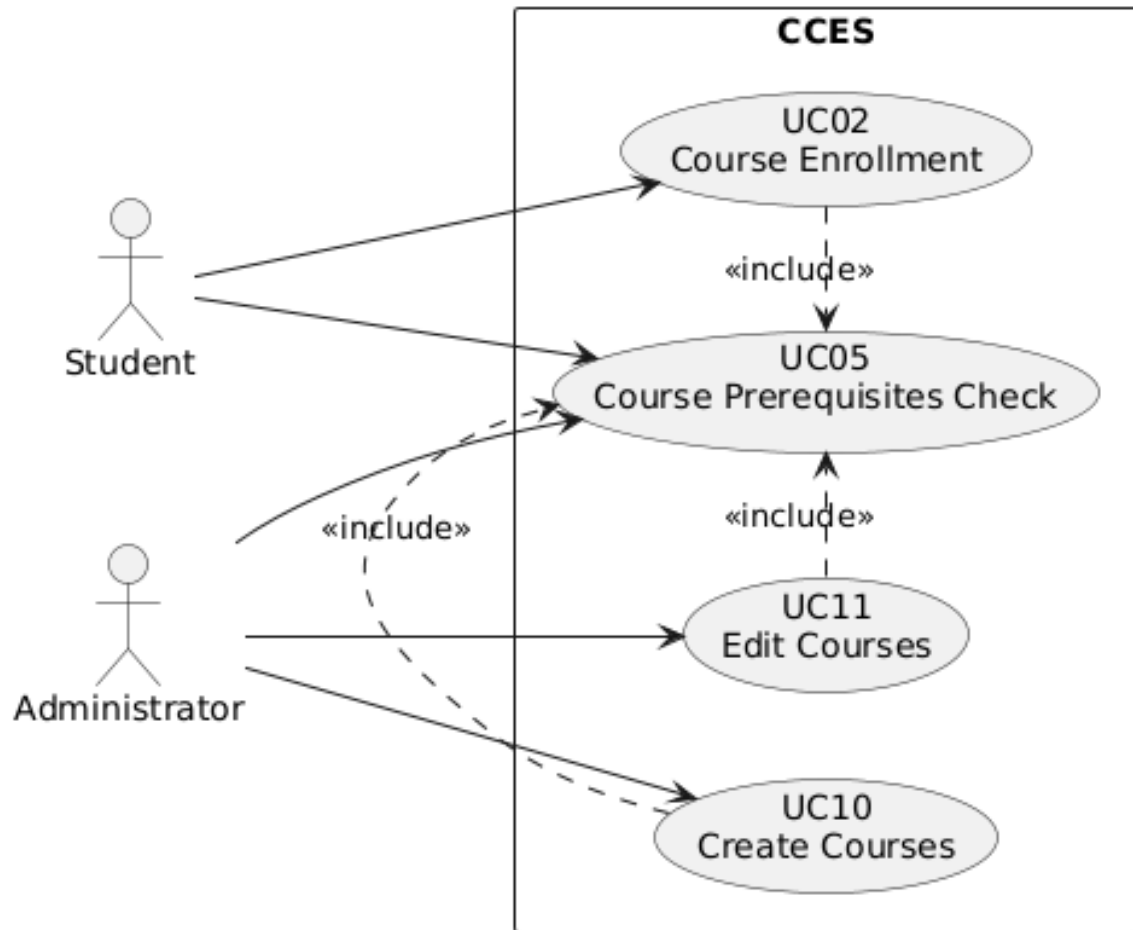 CCES
UC02
Course Enrollment
«include»
Student
UC05
Course Prerequisites Check
«include»
«include»
Administrator
UC11
Edit Courses
UC10
Create Courses